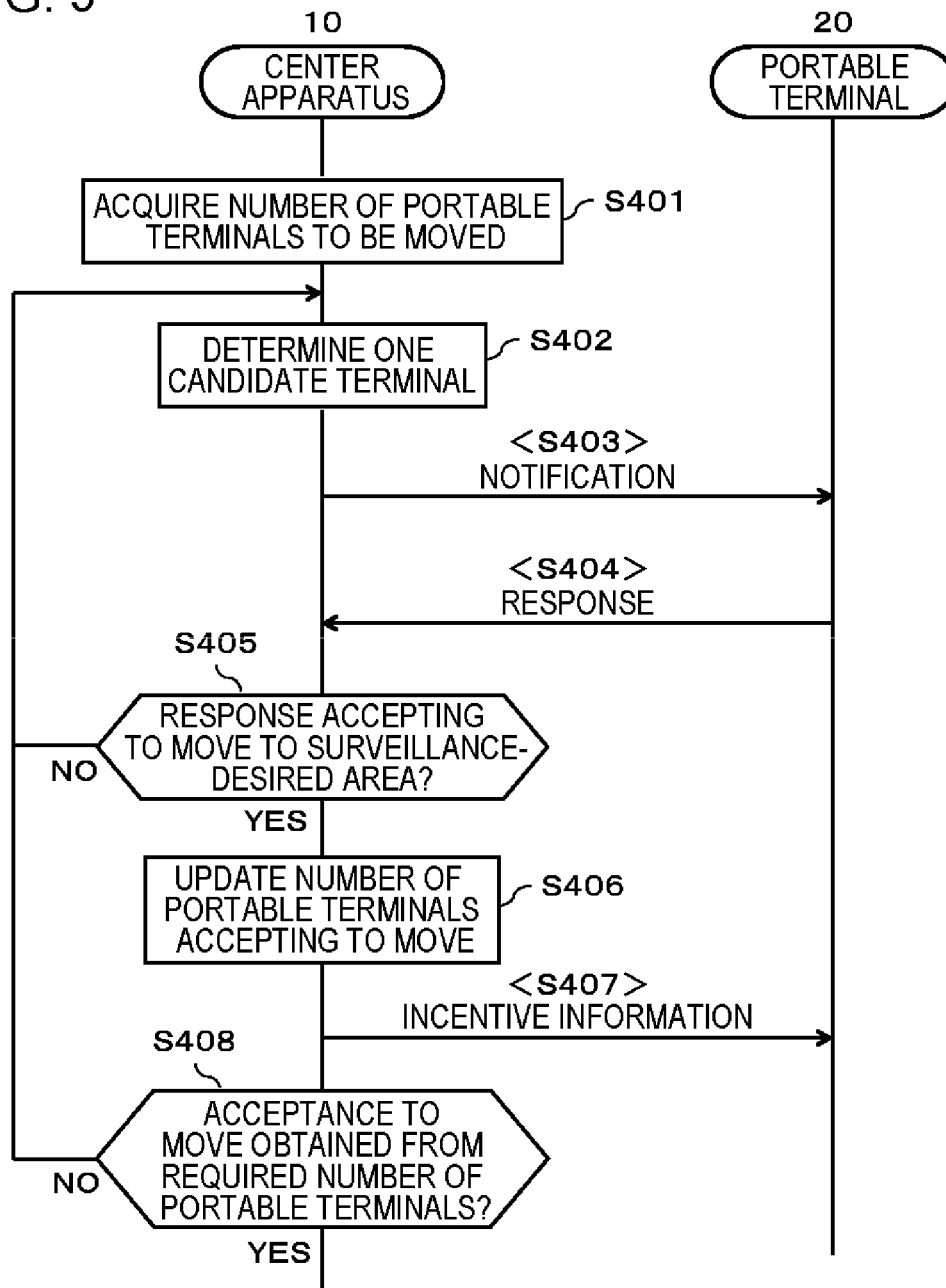 G. 5
10
20
CENTER
APPARATUS
PORTABLE
TERMINAL
ACQUIRE NUMBER OF PORTABLE
TERMINALS TO BE MOVED
S401
DETERMINE ONE
CANDIDATE TERMINAL
S402
<S403>
NOTIFICATION
<S404>
RESPONSE
S405
RESPONSE ACCEPTING
TO MOVE TO SURVEILLANCE-
DESIRED AREA?
NO
YES
UPDATE NUMBER OF
PORTABLE TERMINALS
ACCEPTING TO MOVE
S406
<S407>
INCENTIVE INFORMATION
S408
ACCEPTANCE TO
MOVE OBTAINED FROM
REQUIRED NUMBER OF
PORTABLE TERMINALS?
NO
YES